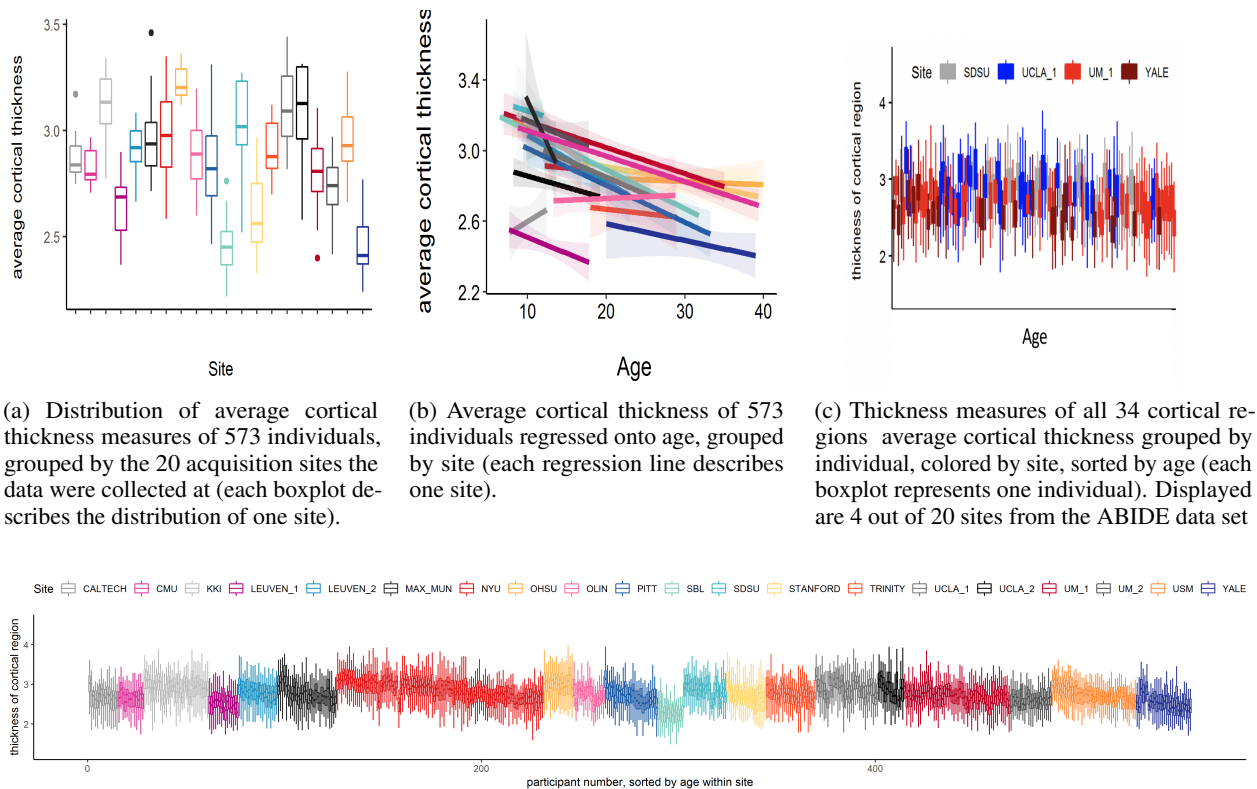 average cortical thickness
3.5
3.0
2.5
Site
average cortical thickness
3.4
3.0
2.6
2.2
10 20 30 40
Age
thickness of cortical region
Site SDSU UCLA_1 UM_1 YALE
4
3
2
Age
(a) Distribution of average cortical
thickness measures of 573 individuals,
grouped by the 20 acquisition sites the
data were collected at (each boxplot de-
scribes the distribution of one site).
(b) Average cortical thickness of 573
individuals regressed onto age, grouped
by site (each regression line describes
one site).
(c) Thickness measures of all 34 cortical re-
gions average cortical thickness grouped by
individual, colored by site, sorted by age (each
boxplot represents one individual). Displayed
are 4 out of 20 sites from the ABIDE data set
Site CALTECH CMU KKI LEUVEN_1 LEUVEN_2 MAX_MUN NYU OHSU OLIN PITT SBL SDSU STANFORD TRINITY UCLA_1 UCLA_2 UM_1 UM_2 USM YALE
thickness of cortical region
4
3
2
0 200 400
participant number, sorted by age within site